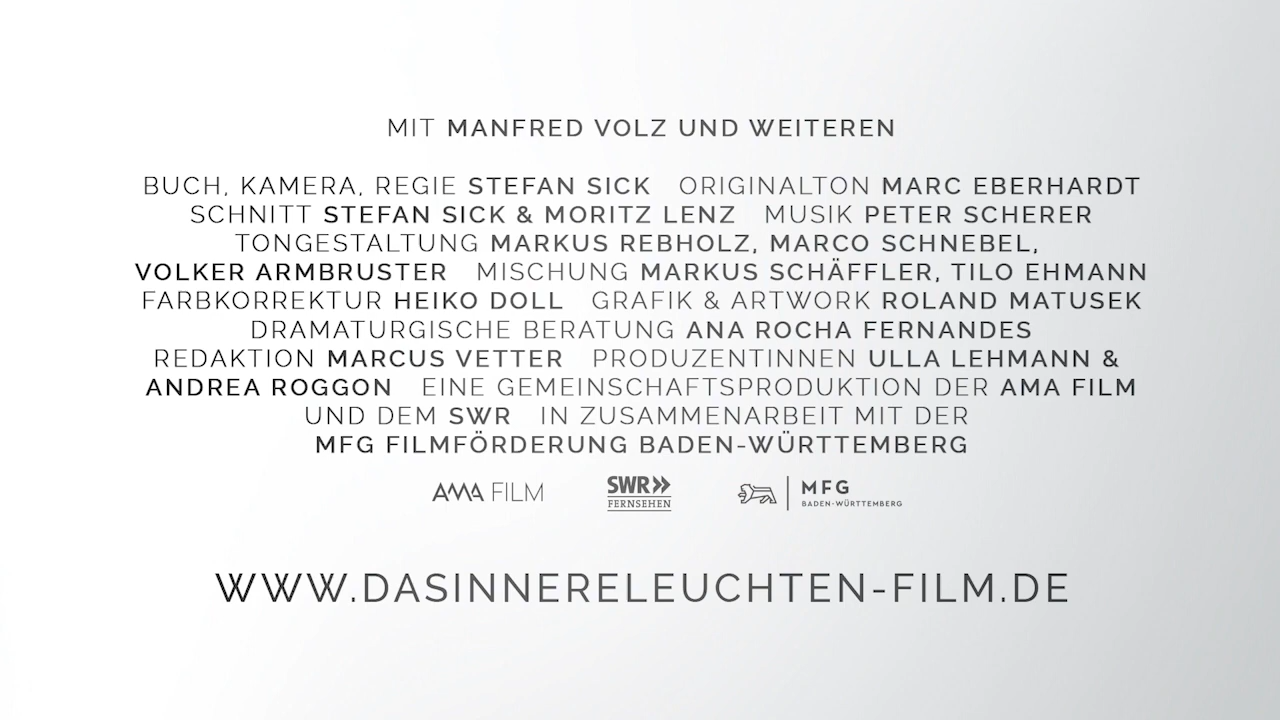 MIT MANFRED VOLZ UND WEITEREN
BUCH, KAMERA, REGIE STEFAN SICK ORIGINALTON MARC EBERHARDT
SCHNITT STEFAN SICK & MORITZ LENZ MUSIK PETER SCHERER
TONGESTALTUNG MARKUS REBHOLZ, MARCO SCHNEBEL,
VOLKER ARMBRUSTER MISCHUNG MARKUS SCHÄFFLER, TILO EHMANN
FARBKORREKTUR HEIKO DOLL GRAFIK & ARTWORK ROLAND MATUSEK
DRAMATURGISCHE BERATUNG ANA ROCHA FERNANDES
REDAKTION MARCUS VETTER PRODUZENTINNEN ULLA LEHMANN &
ANDREA ROGGON EINE GEMEINSCHAFTSPRODUKTION DER AMA FILM
UND DEM SWR IN ZUSAMMENARBEIT MIT DER
MFG FILMFÖRDERUNG BADEN-WÜRTTEMBERG
AMA FILM
SWR
FERNSEHEN
MFG
BADEN-WÜRTTEMBERG
WWW.DASINNERELEUCHTEN-FILM.DE